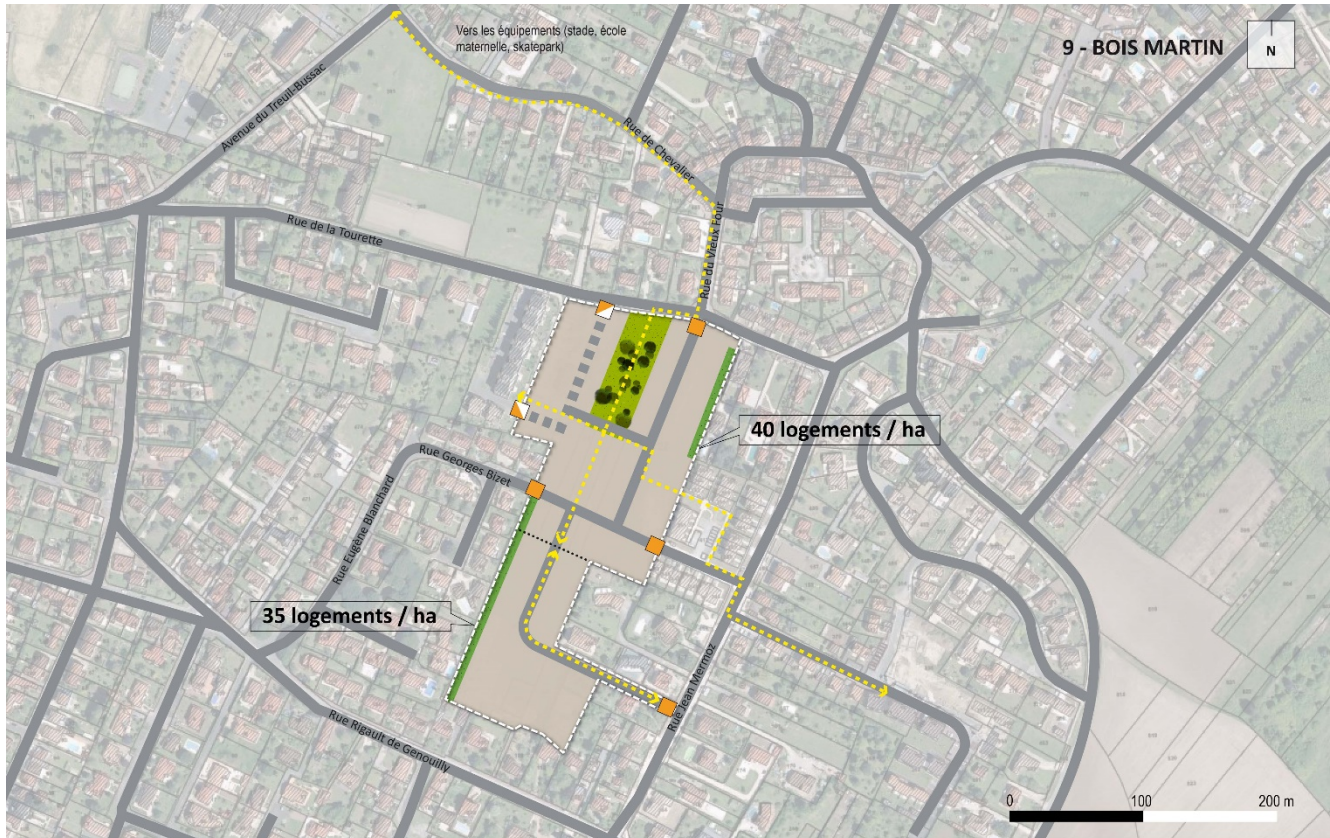 Vers les équipements (stade, école
maternelle, skatepark)
9 - BOIS MARTIN
N
Avenue du Treuil-Bussac
Rue de Chevalier
Rue du Vieux Four
Rue de la Tourette
40 logements / ha
Rue Georges Bizet
Rue Eugène Blanchard
35 logements / ha
Rue Jean Mermoz
Rue Rigault de Genouilly
0 100 200 m